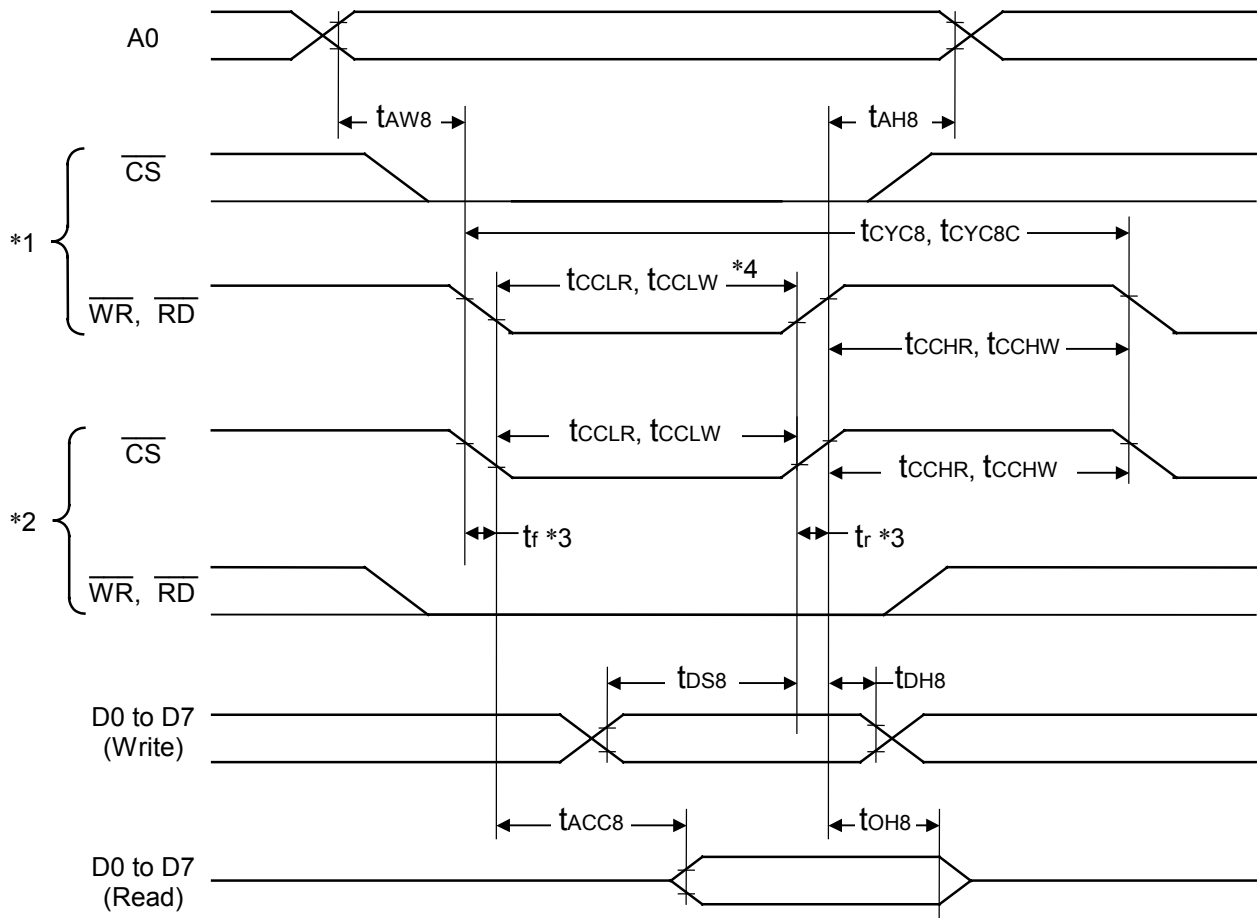 A0
tAW8
tAH8
*1
CS
tCYC8, tCYC8C
tCCLR, tCCLW *4
WR, RD
tCCHR, tCCHW
*2
CS
tCCLR, tCCLW
tCCHR, tCCHW
tf *3
tr *3
WR, RD
tDS8
tDH8
D0 to D7
(Write)
tACC8
tOH8
D0 to D7
(Read)